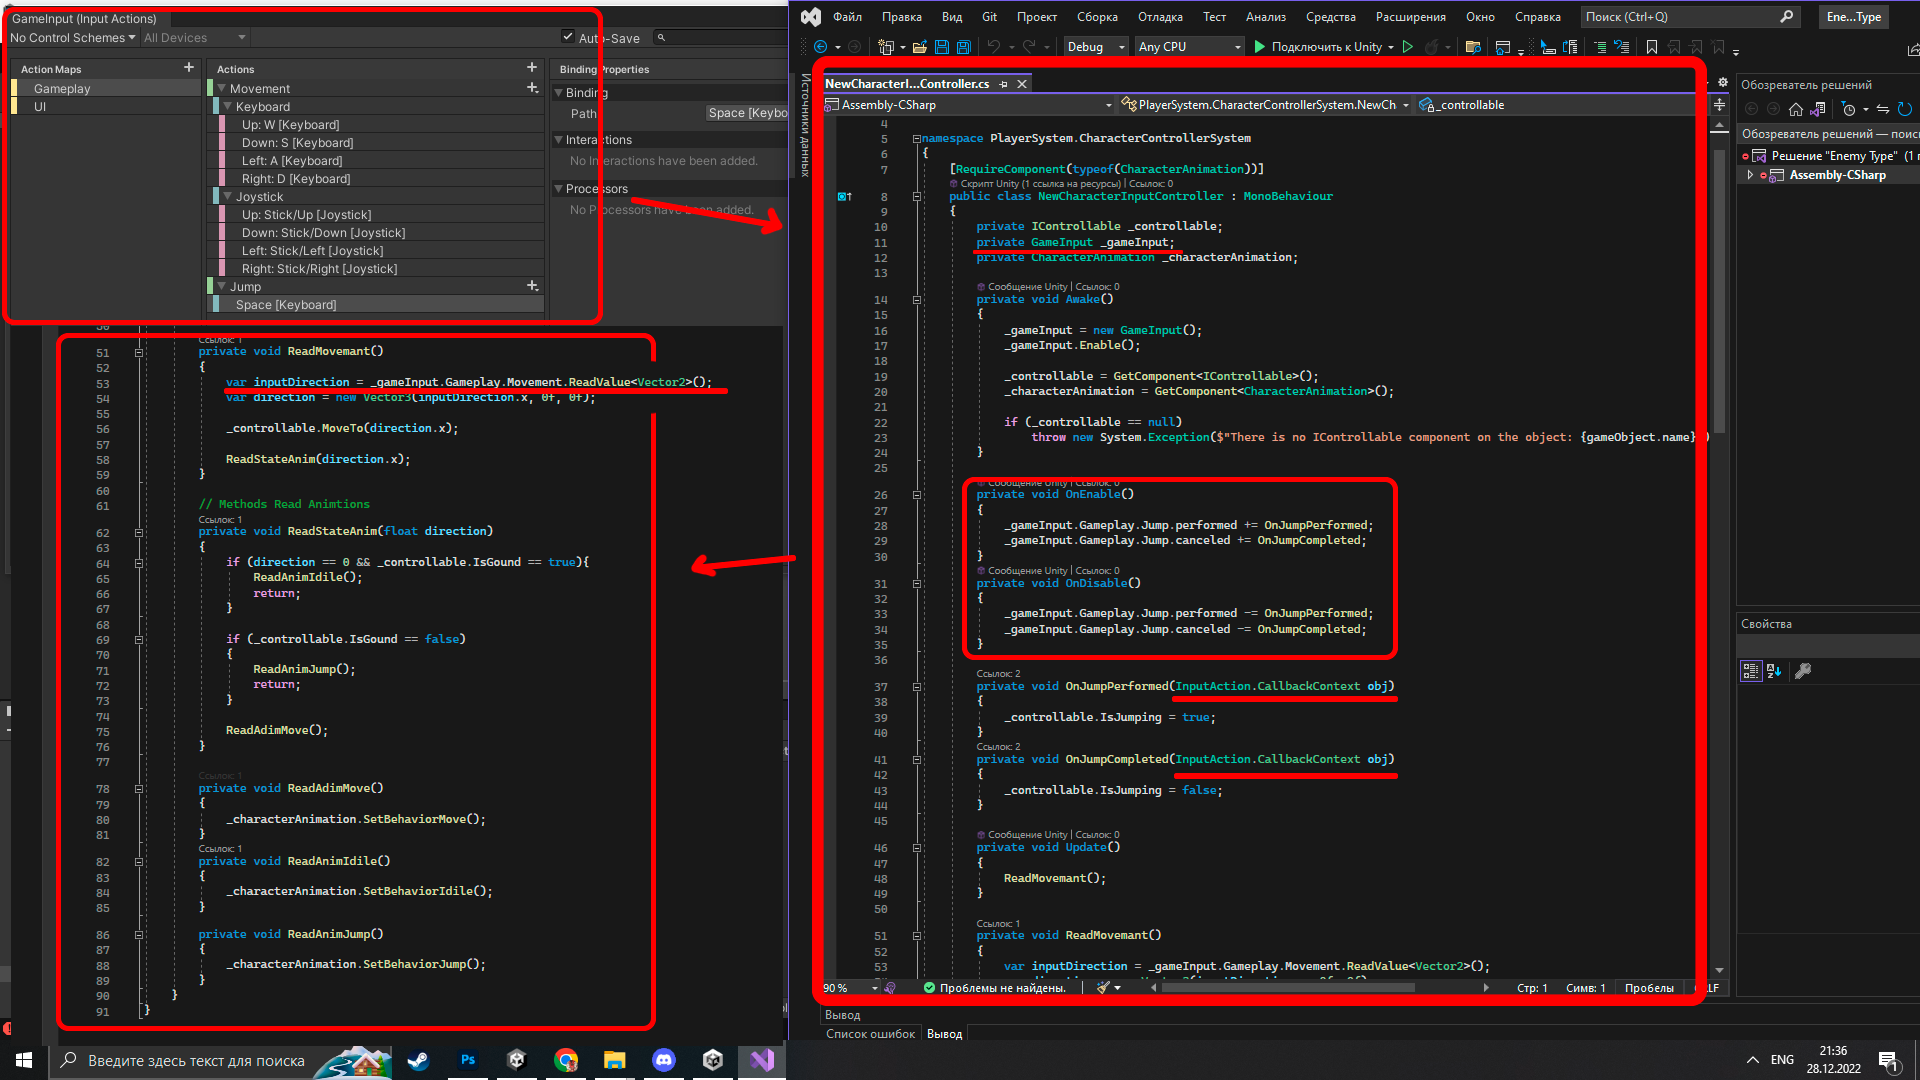 GameInput (Input Actions)
No Control Schemes
All Devices
Auto-Save
Action Maps
Gameplay
UI
Actions
Movement
Keyboard
Up: W [Keyboard]
Down: S [Keyboard]
Left: A [Keyboard]
Right: D [Keyboard]
Joystick
Up: Stick/Up [Joystick]
Down: Stick/Down [Joystick]
Left: Stick/Left [Joystick]
Right: Stick/Right [Joystick]
Jump
Space [Keyboard]
Binding Properties
Binding
Path
Space [Keybo
Interactions
No Interactions have been added.
Processors
No Processors have been added.
Ссылок: 1
51 private void ReadMovemant()
52 {
53 var inputDirection = _gameInput.Gameplay.Movement.ReadValue<Vector2>();
54 var direction = new Vector3(inputDirection.x, 0f, 0f);
55
56 _controllable.MoveTo(direction.x);
57
58 ReadStateAnim(direction.x);
59 }
60
61 // Methods Read Animtions
Ссылок: 1
62 private void ReadStateAnim(float direction)
63 {
64 if (direction == 0 && _controllable.IsGound == true){
65 ReadAnimIdile();
66 return;
67 }
68
69 if (_controllable.IsGound == false)
70 {
71 ReadAnimJump();
72 return;
73 }
74
75 ReadAdimMove();
76 }
77
Ссылок: 1
78 private void ReadAdimMove()
79 {
80 _characterAnimation.SetBehaviorMove();
81 }
Ссылок: 1
82 private void ReadAnimIdile()
83 {
84 _characterAnimation.SetBehaviorIdile();
85 }
86 private void ReadAnimJump()
87 {
88 _characterAnimation.SetBehaviorJump();
89 }
90 }
91 }
Файл Правка Вид Git Проект Сборка Отладка Тест Анализ Средства Расширения Окно Справка
Поиск (Ctrl+Q)
Ene...Type
Debug
Any CPU
Подключить к Unity
Источники данных
NewCharacterI...Controller.cs
Assembly-CSharp
PlayerSystem.CharacterControllerSystem.NewCh
_controllable
4
5 namespace PlayerSystem.CharacterControllerSystem
6 {
7 [RequireComponent(typeof(CharacterAnimation))]
Скрипт Unity (1 ссылка на ресурсы) | Ссылок: 0
8 public class NewCharacterInputController : MonoBehaviour
9 {
10 private IControllable _controllable;
11 private GameInput _gameInput;
12 private CharacterAnimation _characterAnimation;
13
Сообщение Unity | Ссылок: 0
14 private void Awake()
15 {
16 _gameInput = new GameInput();
17 _gameInput.Enable();
18
19 _controllable = GetComponent<IControllable>();
20 _characterAnimation = GetComponent<CharacterAnimation>();
21
22 if (_controllable == null)
23 throw new System.Exception($"There is no IControllable component on the object: {gameObject.name}
24 }
25
Сообщение Unity | Ссылок: 0
26 private void OnEnable()
27 {
28 _gameInput.Gameplay.Jump.performed += OnJumpPerformed;
29 _gameInput.Gameplay.Jump.canceled += OnJumpCompleted;
30 }
Сообщение Unity | Ссылок: 0
31 private void OnDisable()
32 {
33 _gameInput.Gameplay.Jump.performed -= OnJumpPerformed;
34 _gameInput.Gameplay.Jump.canceled -= OnJumpCompleted;
35 }
36
Ссылок: 2
37 private void OnJumpPerformed(InputAction.CallbackContext obj)
38 {
39 _controllable.IsJumping = true;
40 }
Ссылок: 2
41 private void OnJumpCompleted(InputAction.CallbackContext obj)
42 {
43 _controllable.IsJumping = false;
44 }
45
Сообщение Unity | Ссылок: 0
46 private void Update()
47 {
48 ReadMovemant();
49 }
50
Ссылок: 1
51 private void ReadMovemant()
52 {
53 var inputDirection = _gameInput.Gameplay.Movement.ReadValue<Vector2>();
90 %
Проблемы не найдены.
Стр: 1
Симв: 1
Пробелы
Вывод
Список ошибок
Вывод
Обозреватель решений
Обозреватель решений — поис
Решение "Enemy Type" (1
Assembly-CSharp
Свойства
Введите здесь текст для поиска
ENG
21:36
28.12.2022
1